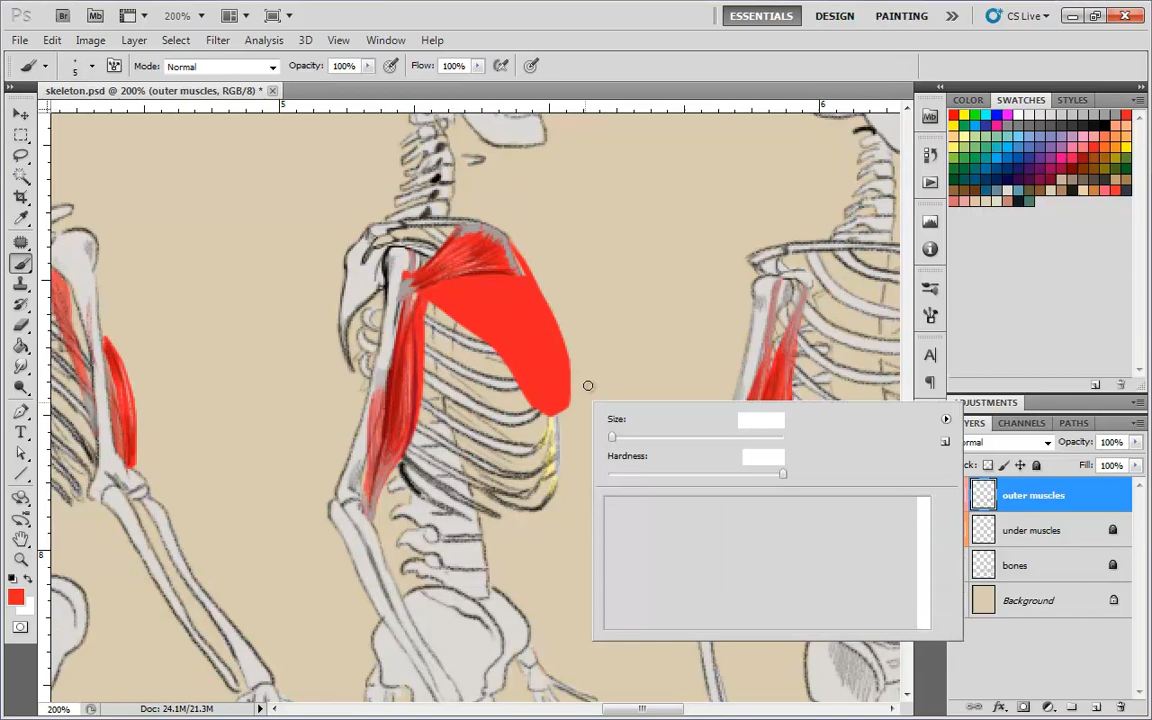 Ps Br Mb 200% ESSENTIALS DESIGN PAINTING CS Live
File Edit Image Layer Select Filter Analysis 3D View Window Help
5 Mode: Normal Opacity: 100% Flow: 100%
skeleton.psd @ 200% (outer muscles, RGB/8) *
COLOR SWATCHES STYLES
5 6
Mb
Size:
ADJUSTMENTS
LAYERS CHANNELS PATHS
Normal Opacity: 100%
Hardness:
Lock: Fill: 100%
outer muscles
under muscles
8
bones
Background
200% Doc: 24.1M/21.3M